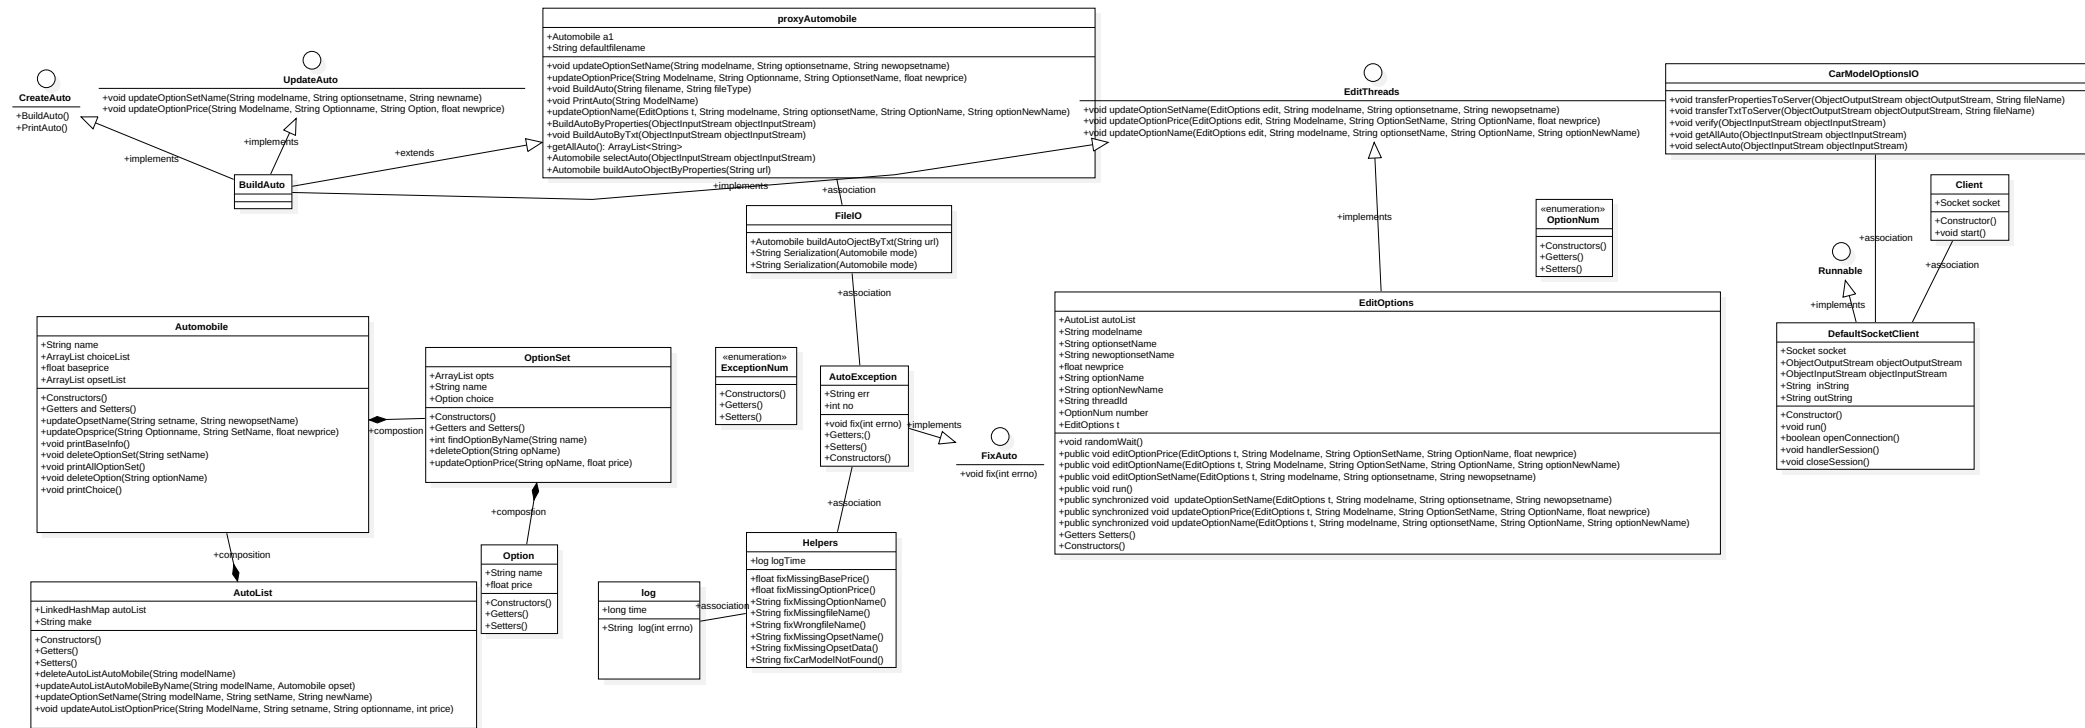 proxyAutomobile
+Automobile a1
+String defaultfilename
+void updateOptionSetName(String modelname, String optionsetname, String newopsetname)
+updateOptionPrice(String Modelname, String Optionname, String OptionsetName, float newprice)
+void BuildAuto(String filename, String fileType)
+void PrintAuto(String ModelName)
+updateOptionName(EditOptions t, String modelname, String optionsetName, String OptionName, String optionNewName)
+BuildAutoByProperties(ObjectInputStream objectInputStream)
+void BuildAutoByTxt(ObjectInputStream objectInputStream)
+getAllAuto(): ArrayList<String>
+Automobile selectAuto(ObjectInputStream objectInputStream)
+Automobile buildAutoObjectByProperties(String url)
CreateAuto
+BuildAuto()
+PrintAuto()
UpdateAuto
+void updateOptionSetName(String modelname, String optionsetname, String newname)
+void updateOptionPrice(String Modelname, String Optionname, String Option, float newprice)
+implements
+implements
+extends
+implements
BuildAuto
EditThreads
+void updateOptionSetName(EditOptions edit, String modelname, String optionsetname, String newopsetname)
+void updateOptionPrice(EditOptions edit, String Modelname, String OptionSetName, String OptionName, float newprice)
+void updateOptionName(EditOptions edit, String modelname, String optionsetName, String OptionName, String optionNewName)
CarModelOptionsIO
+void transferPropertiesToServer(ObjectOutputStream objectOutputStream, String fileName)
+void transferTxtToServer(ObjectOutputStream objectOutputStream, String fileName)
+void verify(ObjectInputStream objectInputStream)
+void getAllAuto(ObjectInputStream objectInputStream)
+void selectAuto(ObjectInputStream objectInputStream)
+association
FileIO
+Automobile buildAutoOjectByTxt(String url)
+String Serialization(Automobile mode)
+String Serialization(Automobile mode)
+association
+implements
«enumeration»
OptionNum
+Constructors()
+Getters()
+Setters()
Client
+Socket socket
+Constructor()
+void start()
+association
+association
Runnable
+implements
DefaultSocketClient
+Socket socket
+ObjectOutputStream objectOutputStream
+ObjectInputStream objectInputStream
+String inString
+String outString
+Constructor()
+void run()
+boolean openConnection()
+void handlerSession()
+void closeSession()
EditOptions
+AutoList autoList
+String modelname
+String optionsetName
+String newoptionsetName
+float newprice
+String optionName
+String optionNewName
+String threadId
+OptionNum number
+EditOptions t
+void randomWait()
+public void editOptionPrice(EditOptions t, String Modelname, String OptionSetName, String OptionName, float newprice)
+public void editOptionName(EditOptions t, String Modelname, String OptionSetName, String OptionName, String optionNewName)
+public void editOptionSetName(EditOptions t, String modelname, String optionsetname, String newopsetname)
+public void run()
+public synchronized void updateOptionSetName(EditOptions t, String modelname, String optionsetname, String newopsetname)
+public synchronized void updateOptionPrice(EditOptions t, String Modelname, String OptionSetName, String OptionName, float newprice)
+public synchronized void updateOptionName(EditOptions t, String modelname, String optionsetName, String OptionName, String optionNewName)
+Getters Setters()
+Constructors()
Automobile
+String name
+ArrayList choiceList
+float baseprice
+ArrayList opsetList
+Constructors()
+Getters and Setters()
+updateOpsetName(String setname, String newopsetName)
+updateOpsprice(String Optionname, String SetName, float newprice)
+void printBaseInfo()
+void deleteOptionSet(String setName)
+void printAllOptionSet()
+void deleteOption(String optionName)
+void printChoice()
+compostion
OptionSet
+ArrayList opts
+String name
+Option choice
+Constructors()
+Getters and Setters()
+int findOptionByName(String name)
+deleteOption(String opName)
+updateOptionPrice(String opName, float price)
+compostion
«enumeration»
ExceptionNum
+Constructors()
+Getters()
+Setters()
AutoException
+String err
+int no
+void fix(int errno)
+Getters;()
+Setters()
+Constructors()
+implements
FixAuto
+void fix(int errno)
+association
+composition
AutoList
+LinkedHashMap autoList
+String make
+Constructors()
+Getters()
+Setters()
+deleteAutoListAutoMobile(String modelName)
+updateAutoListAutoMobileByName(String modelName, Automobile opset)
+updateOptionSetName(String modelName, String setName, String newName)
+void updateAutoListOptionPrice(String ModelName, String setname, String optionname, int price)
Option
+String name
+float price
+Constructors()
+Getters()
+Setters()
log
+long time
+String log(int errno)
+association
Helpers
+log logTime
+float fixMissingBasePrice()
+float fixMissingOptionPrice()
+String fixMissingOptionName()
+String fixMissingfileName()
+String fixWrongfileName()
+String fixMissingOpsetName()
+String fixMissingOpsetData()
+String fixCarModelNotFound()